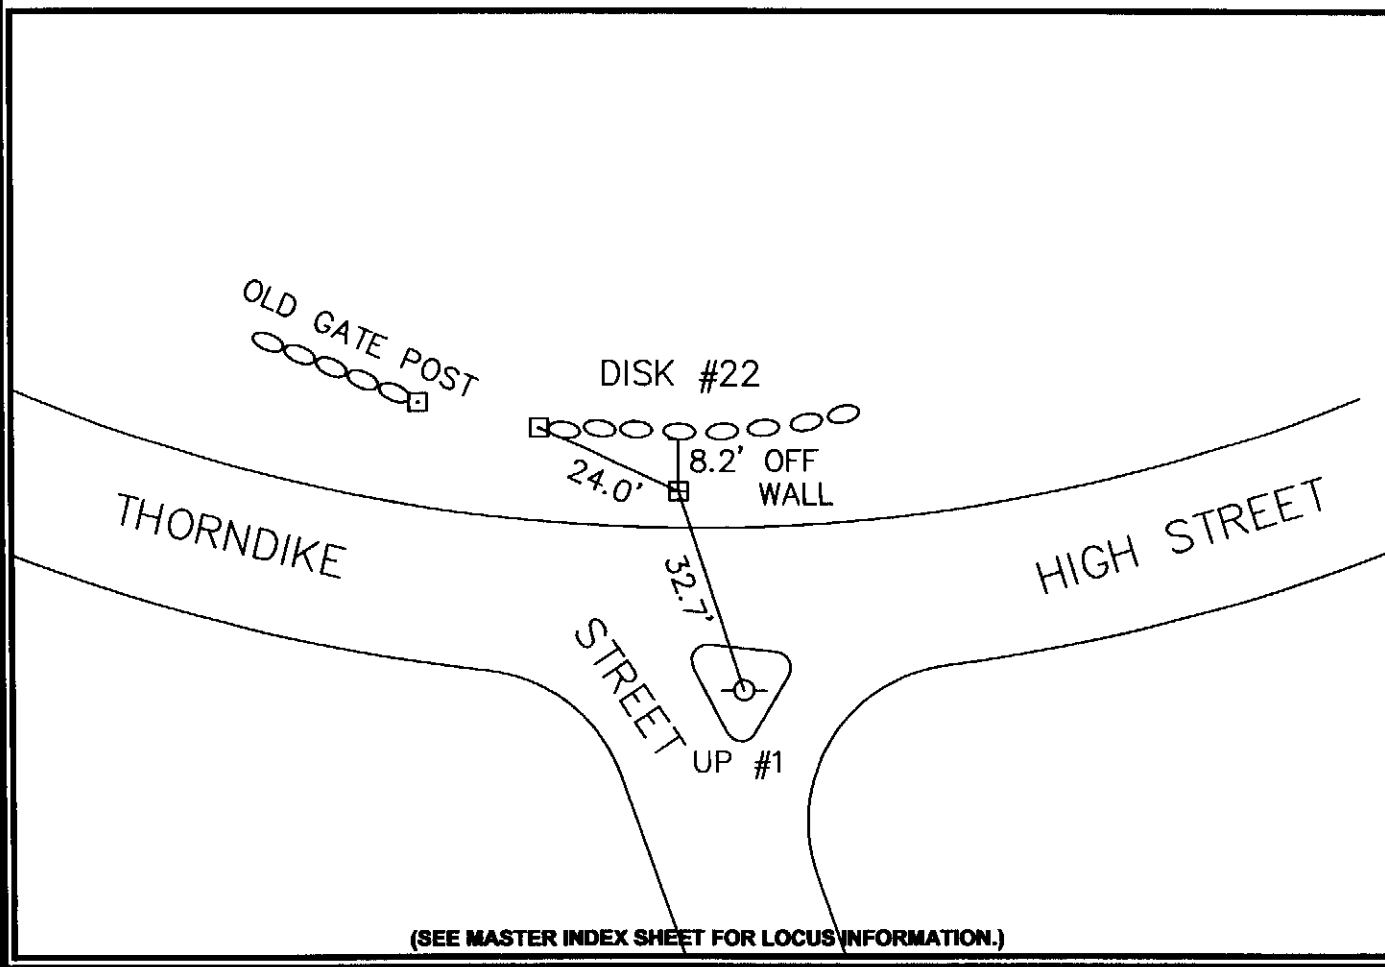 OLD GATE POST
DISK #22
8.2' OFF
WALL
24.0'
THORNDIKE
STREET
HIGH STREET
32.7'
UP #1
(SEE MASTER INDEX SHEET FOR LOCUS INFORMATION.)